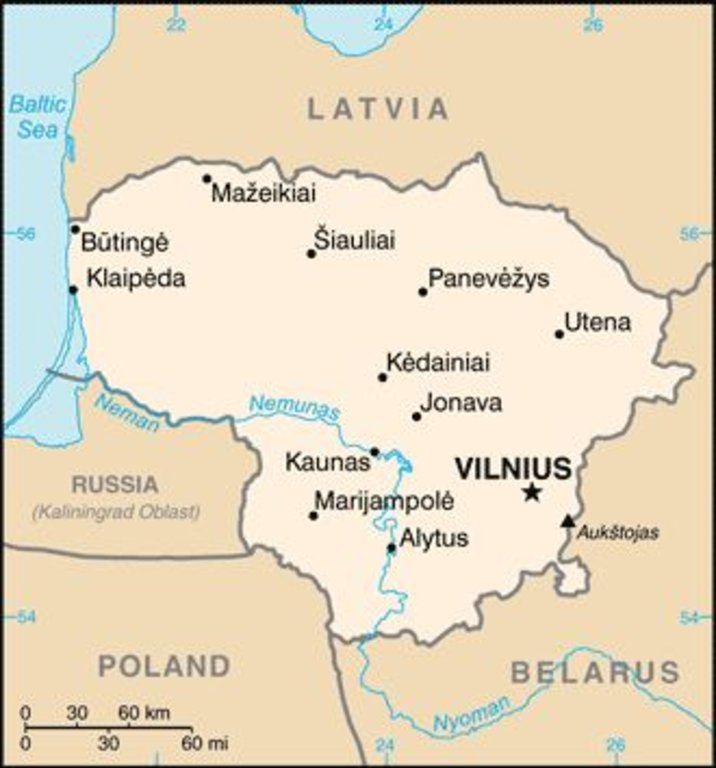 22
24
26
Baltic
Sea
LATVIA
Mažeikiai
56
Būtingė
Šiauliai
56
Klaipėda
Panevėžys
Utena
Kėdainiai
Neman
Nemunas
Jonava
Kaunas
VILNIUS
RUSSIA
(Kaliningrad Oblast)
Marijampolė
Aukštojas
Alytus
54
54
POLAND
BELARUS
0 30 60 km
0 30 60 mi
Nyoman
24
26